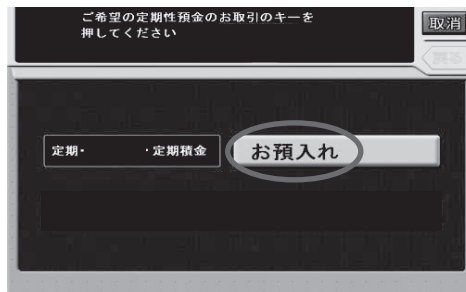 ご希望の定期性預金のお取引のキーを
押してください
取消
戻る
定期・　　・定期積金
お預入れ